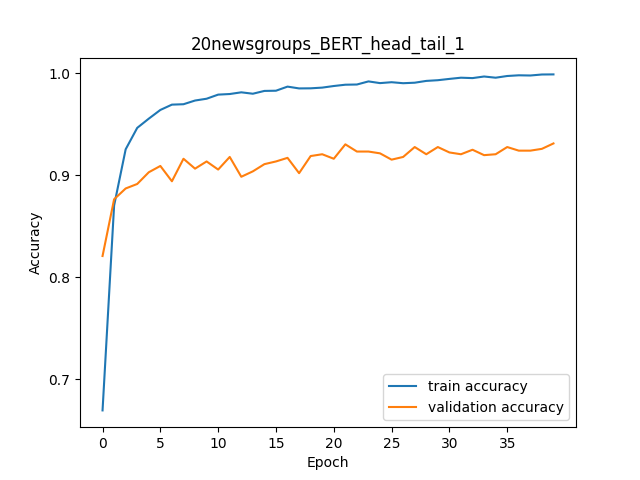 20newsgroups_BERT_head_tail_1
1.0
0.9
0.8
0.7
Accuracy
0 5 10 15 20 25 30 35
Epoch
train accuracy
validation accuracy